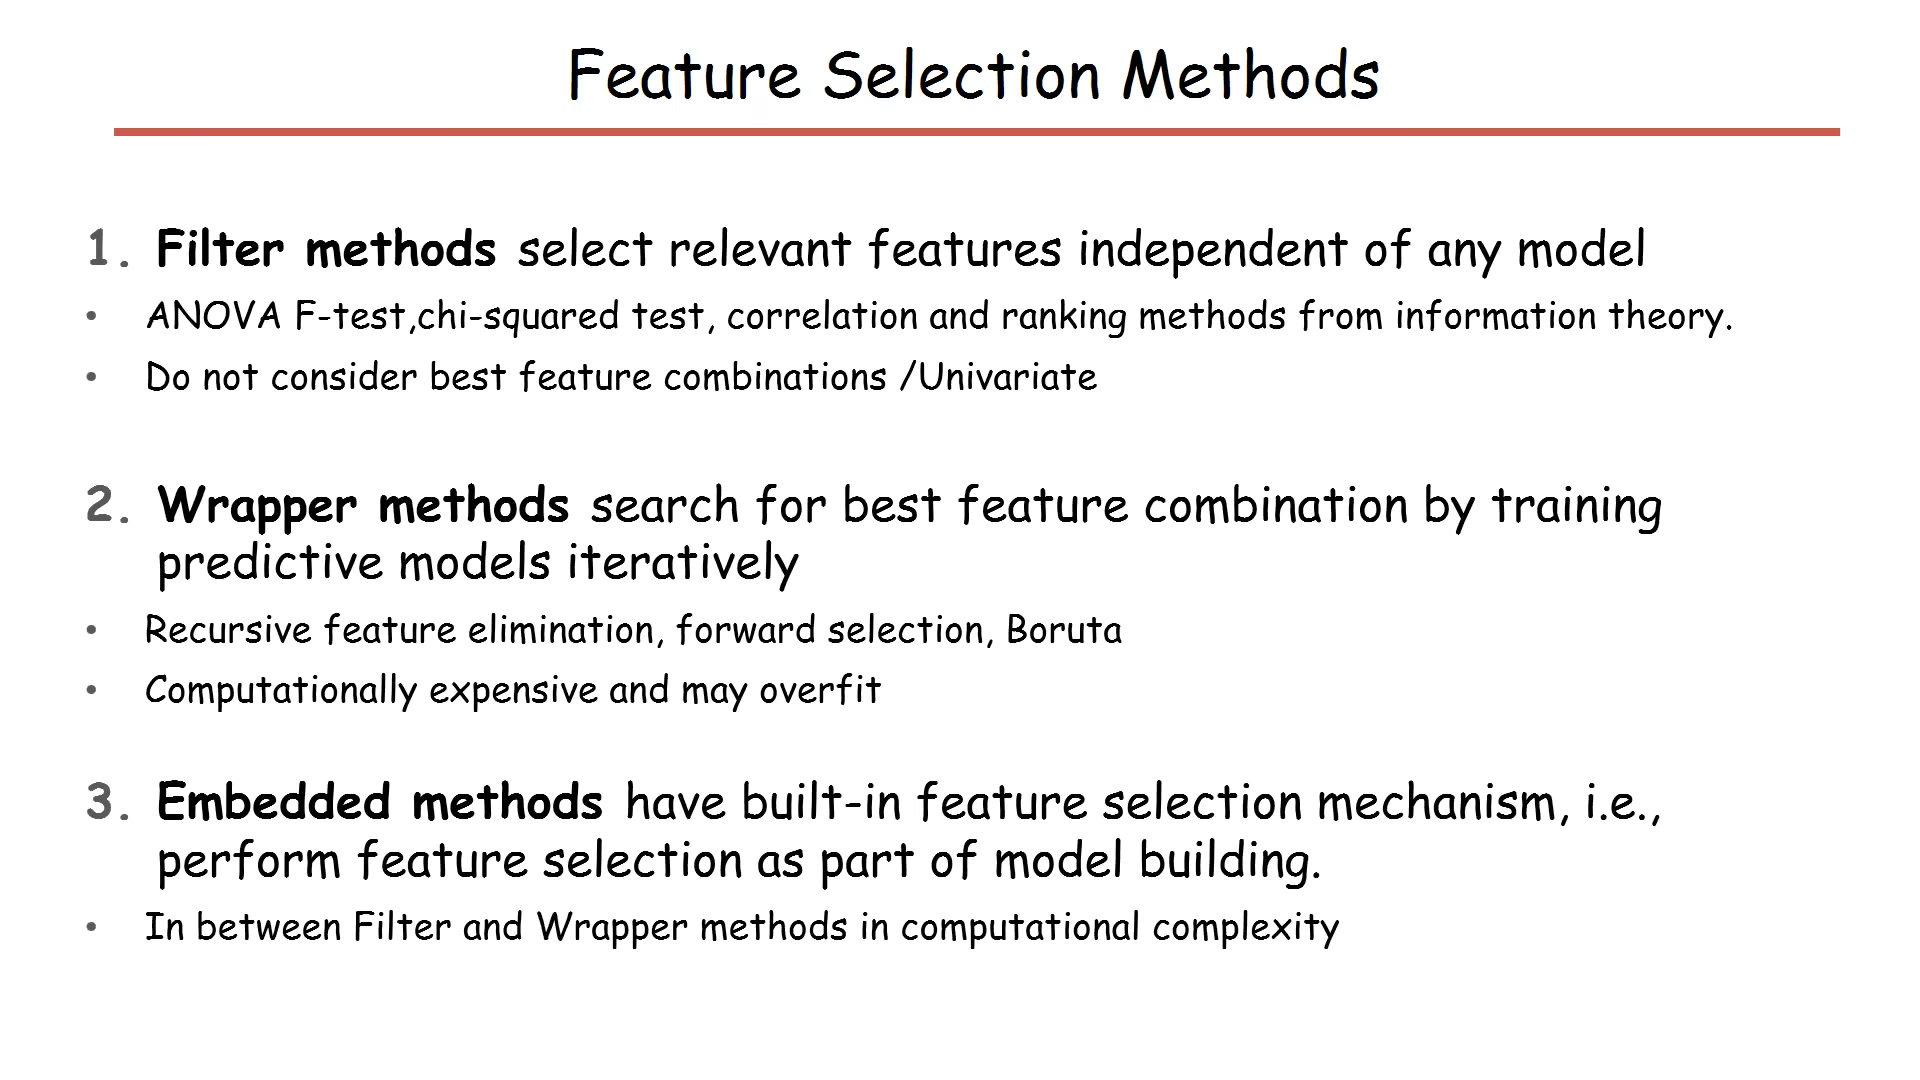 Feature Selection Methods
1. Filter methods select relevant features independent of any model
• ANOVA F-test,chi-squared test, correlation and ranking methods from information theory.
• Do not consider best feature combinations /Univariate
2. Wrapper methods search for best feature combination by training
predictive models iteratively
• Recursive feature elimination, forward selection, Boruta
• Computationally expensive and may overfit
3. Embedded methods have built-in feature selection mechanism, i.e.,
perform feature selection as part of model building.
• In between Filter and Wrapper methods in computational complexity